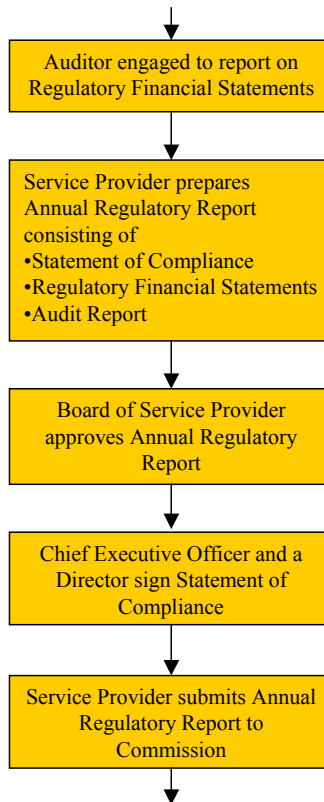 Auditor engaged to report on
Regulatory Financial Statements
Service Provider prepares
Annual Regulatory Report
consisting of
•Statement of Compliance
•Regulatory Financial Statements
•Audit Report
Board of Service Provider
approves Annual Regulatory
Report
Chief Executive Officer and a
Director sign Statement of
Compliance
Service Provider submits Annual
Regulatory Report to
Commission